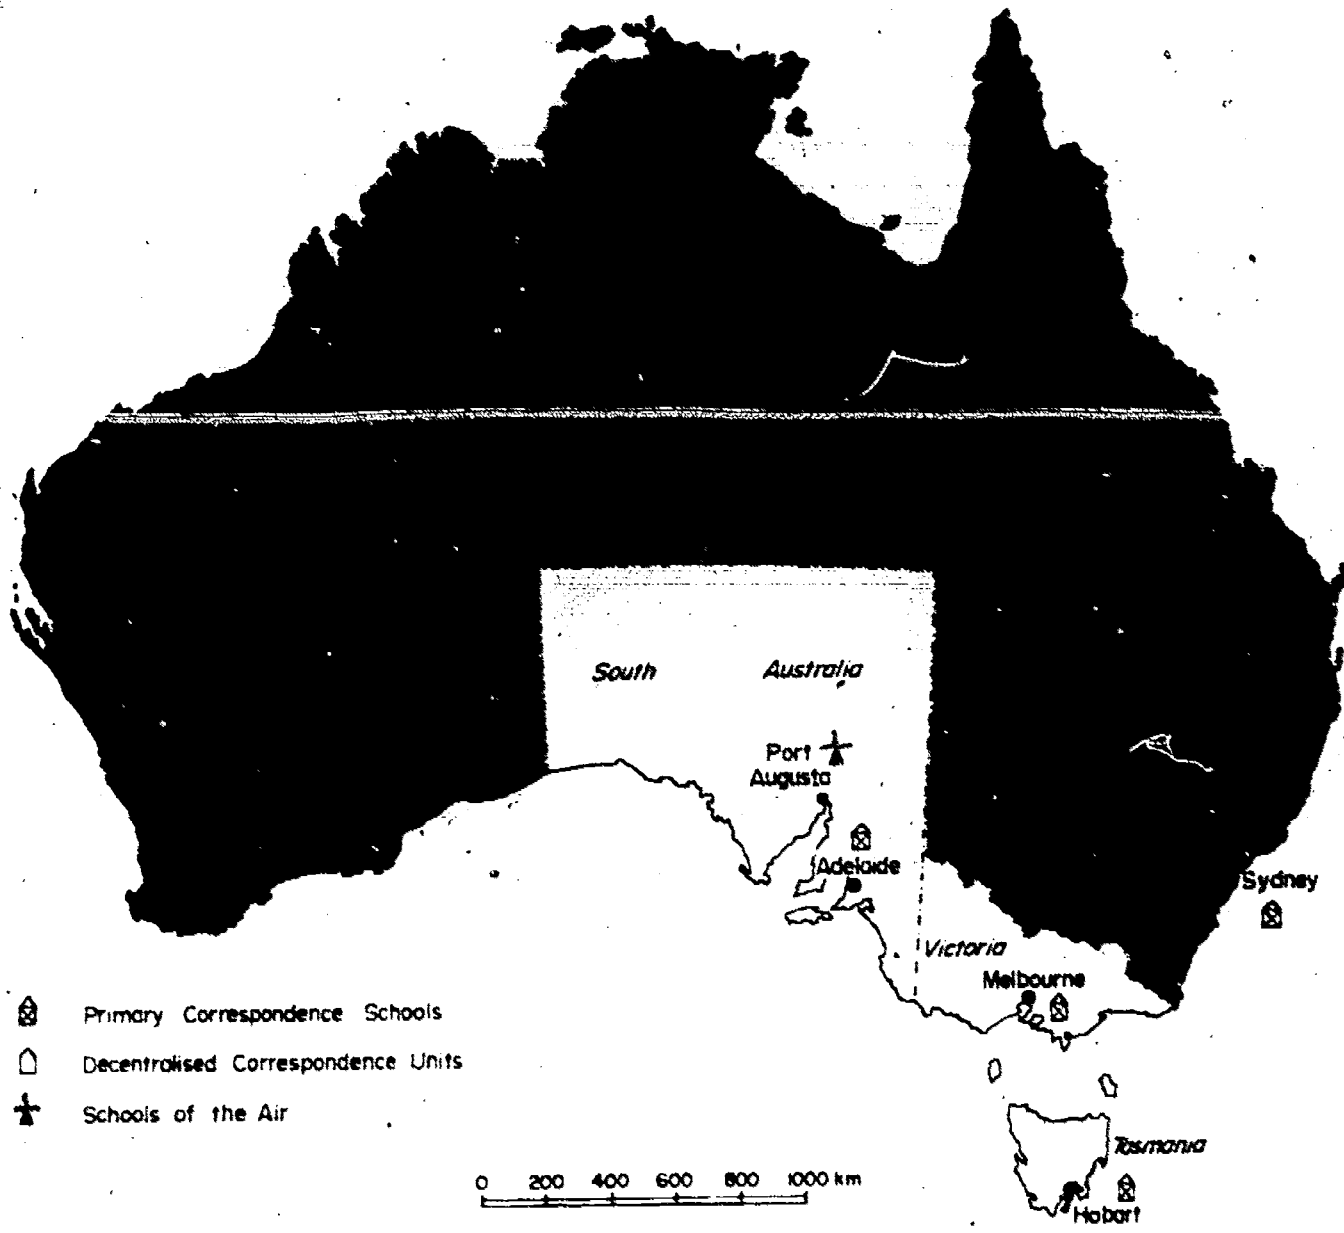 South Australia
Port
Augusta
Adelaide
Sydney
Victoria
Melbourne
Primary Correspondence Schools
Decentralised Correspondence Units
Schools of the Air
Tasmania
0 200 400 600 800 1000 km
Hobart